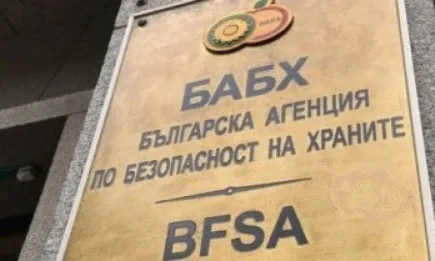 БАБХ
БЪЛГАРСКА АГЕНЦИЯ
ПО БЕЗОПАСНОСТ НА ХРАНИТЕ
BFSA